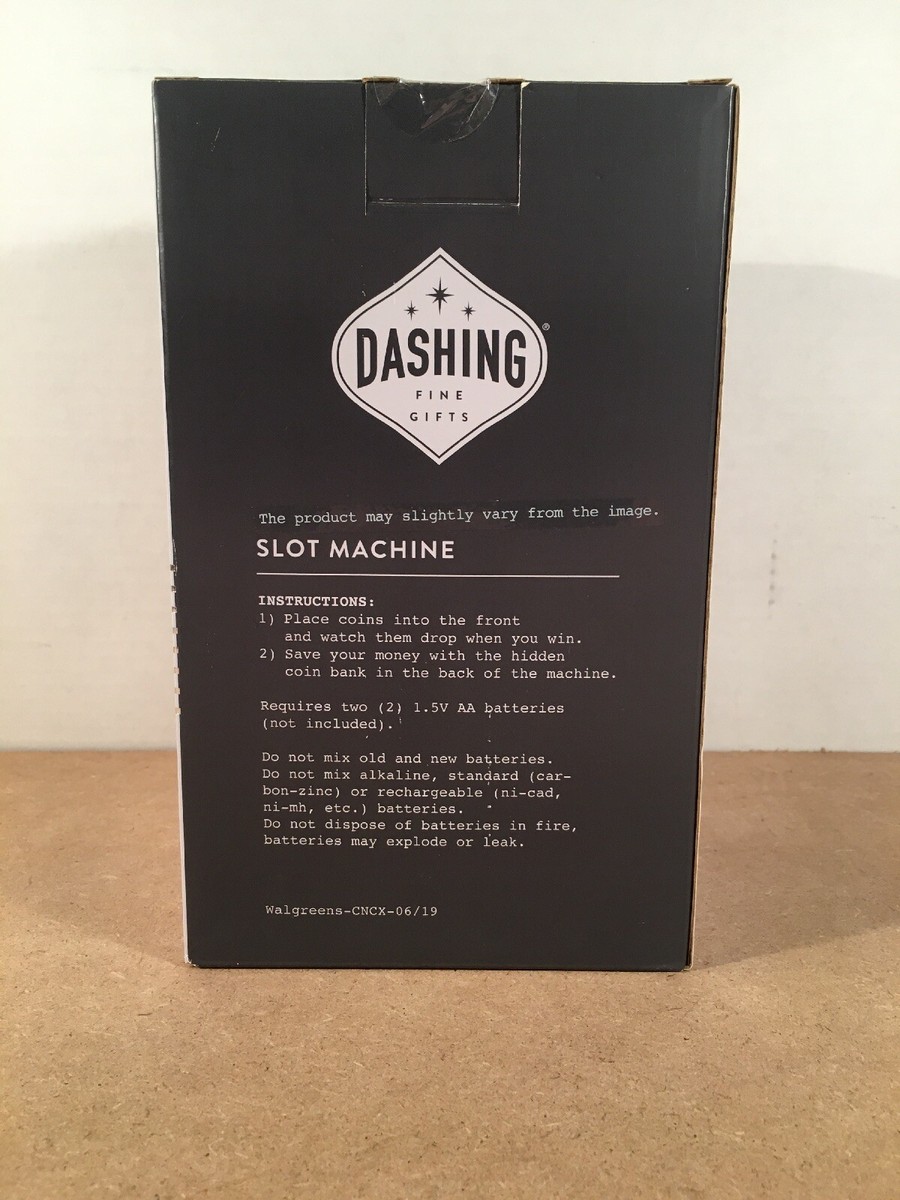 DASHING®
FINE
GIFTS
The product may slightly vary from the image.
SLOT MACHINE
INSTRUCTIONS:
1) Place coins into the front
and watch them drop when you win.
2) Save your money with the hidden
coin bank in the back of the machine.
Requires two (2) 1.5V AA batteries
(not included).
Do not mix old and new batteries.
Do not mix alkaline, standard (car-
bon-zinc) or rechargeable (ni-cad,
ni-mh, etc.) batteries.
Do not dispose of batteries in fire,
batteries may explode or leak.
Walgreens-CNCX-06/19